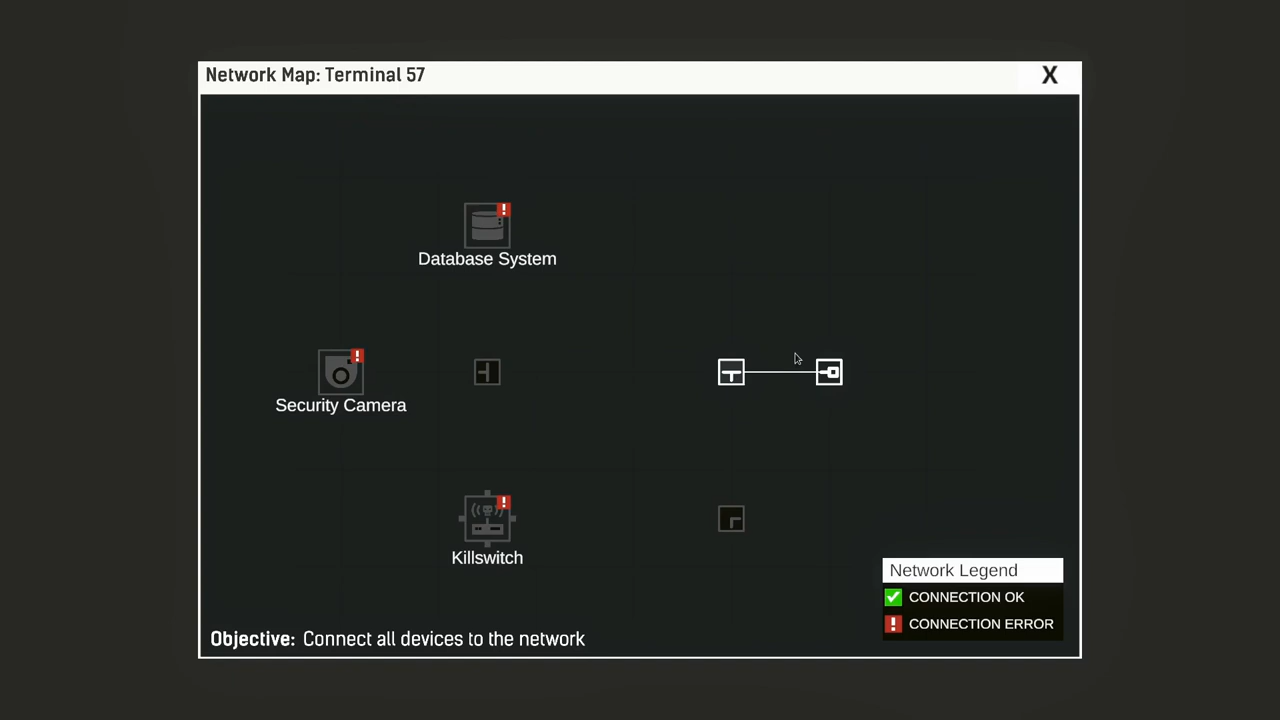 Network Map: Terminal 57
X
Database System
Security Camera
Killswitch
Network Legend
CONNECTION OK
CONNECTION ERROR
Objective: Connect all devices to the network